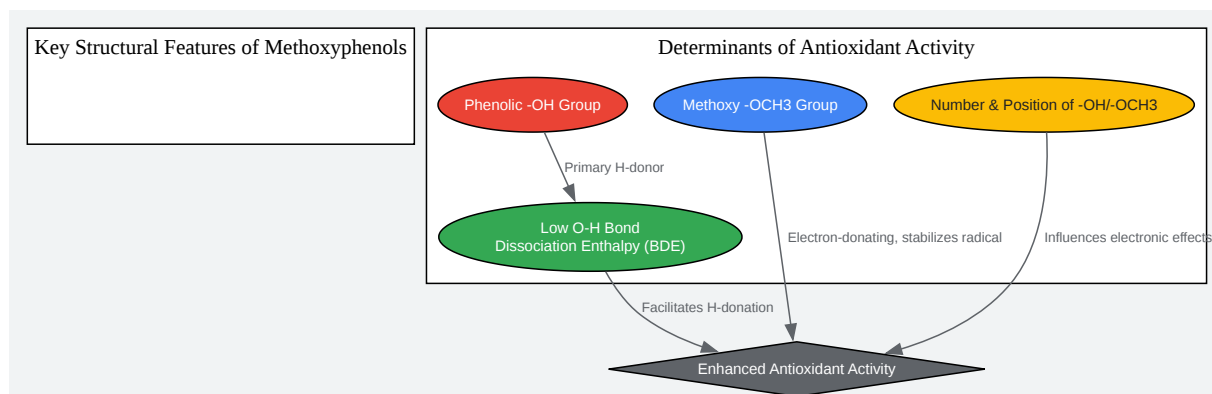 Key Structural Features of Methoxyphenols
Determinants of Antioxidant Activity
Phenolic -OH Group
Methoxy -OCH3 Group
Number & Position of -OH/-OCH3
Primary H-donor
Low O-H Bond
Dissociation Enthalpy (BDE)
Electron-donating, stabilizes radical
Influences electronic effects
Facilitates H-donation
Enhanced Antioxidant Activity